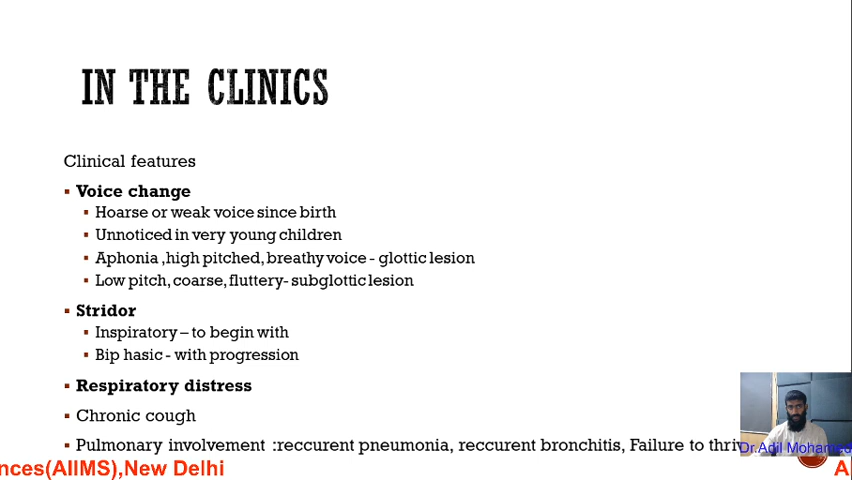 IN THE CLINICS
Clinical features
Voice change
Hoarse or weak voice since birth
Unnoticed in very young children
Aphonia ,high pitched, breathy voice - glottic lesion
Low pitch, coarse, fluttery- subglottic lesion
Stridor
Inspiratory – to begin with
Bip hasic - with progression
Respiratory distress
Chronic cough
Pulmonary involvement :reccurent pneumonia, reccurent bronchitis, Failure to thriv
Dr.Adil Mohamed
nces(AIIMS),New Delhi
A